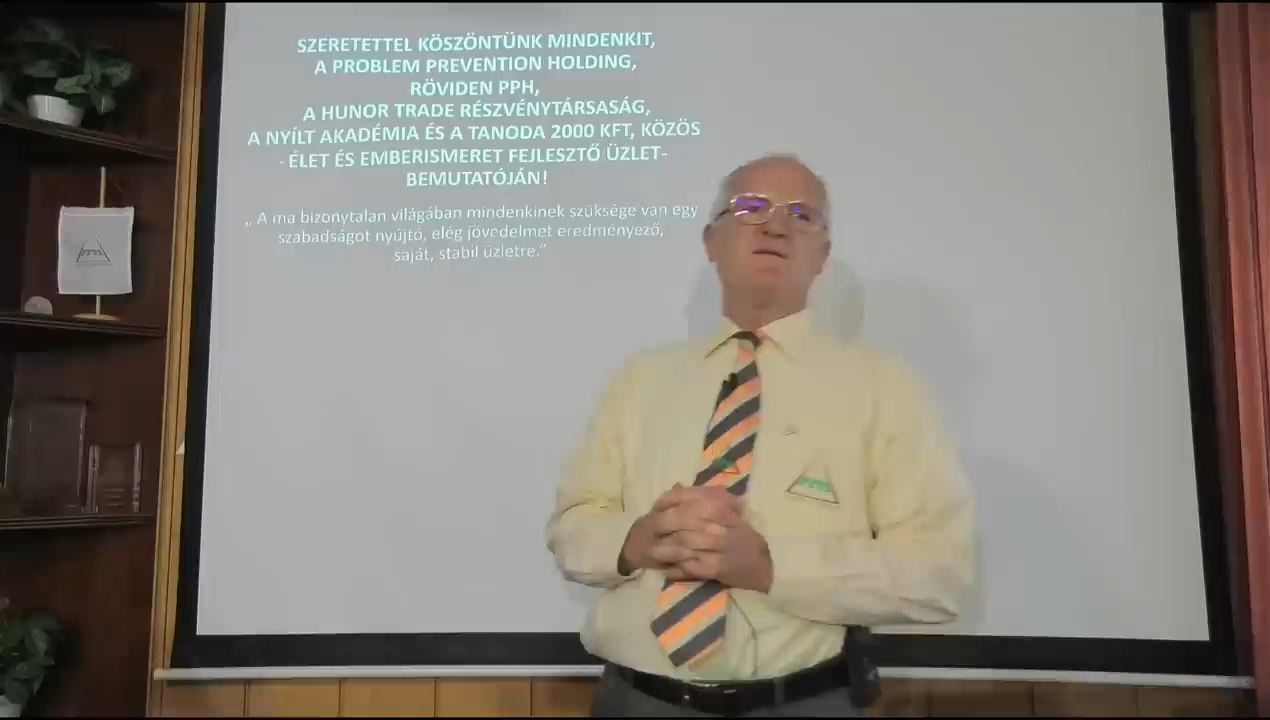 SZERETETTEL KÖSZÖNTÜNK MINDENKIT,
A PROBLEM PREVENTION HOLDING,
RÖVIDEN PPH,
A HUNOR TRADE RÉSZVÉNYTÁRSASÁG,
A NYÍLT AKADÉMIA ÉS A TANODA 2000 KFT, KÖZÖS
- ÉLET ÉS EMBERISMERET FEJLESZTŐ ÜZLET-
BEMUTATÓJÁN!
„ A ma bizonytalan világában mindenkinek szüksége van egy
szabadságot nyújtó, elég jövedelmet eredményező,
saját, stabil üzletre.”